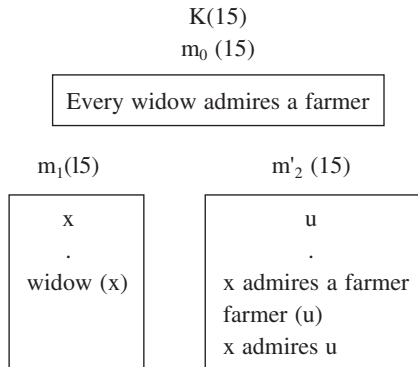 K(15)
m₀ (15)
Every widow admires a farmer
m₁(l5) m'₂ (15)
x
.
widow (x)
u
.
x admires a farmer
farmer (u)
x admires u